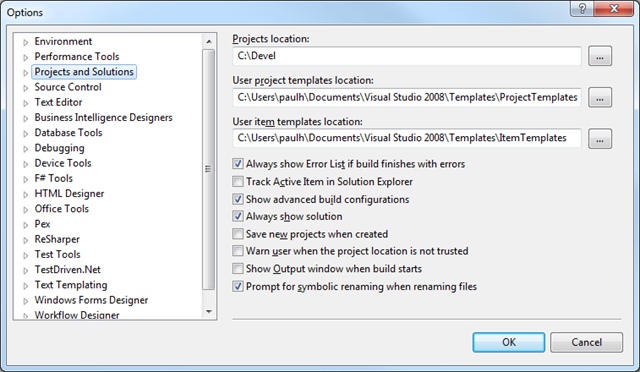 Options
Environment
Performance Tools
Projects and Solutions
Source Control
Text Editor
Business Intelligence Designers
Database Tools
Debugging
Device Tools
F# Tools
HTML Designer
Office Tools
Pex
ReSharper
Test Tools
TestDriven.Net
Text Templating
Windows Forms Designer
Workflow Designer
Projects location:
C:\Devel
...
User project templates location:
C:\Users\paulh\Documents\Visual Studio 2008\Templates\ProjectTemplates
...
User item templates location:
C:\Users\paulh\Documents\Visual Studio 2008\Templates\ItemTemplates
...
Always show Error List if build finishes with errors
Track Active Item in Solution Explorer
Show advanced build configurations
Always show solution
Save new projects when created
Warn user when the project location is not trusted
Show Output window when build starts
Prompt for symbolic renaming when renaming files
OK
Cancel